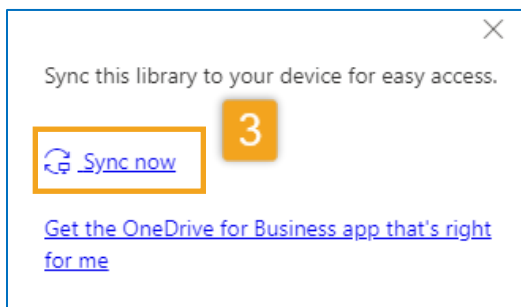 Sync this library to your device for easy access.
3
Sync now
Get the OneDrive for Business app that's right
for me